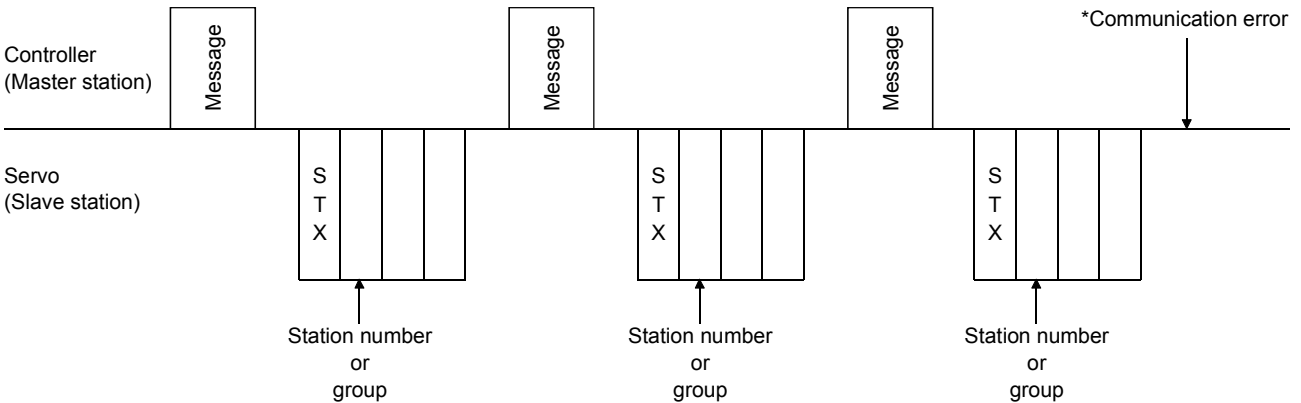 *Communication error
Controller
(Master station)
Message
Message
Message
Servo
(Slave station)
S
T
X
S
T
X
S
T
X
Station number
or
group
Station number
or
group
Station number
or
group